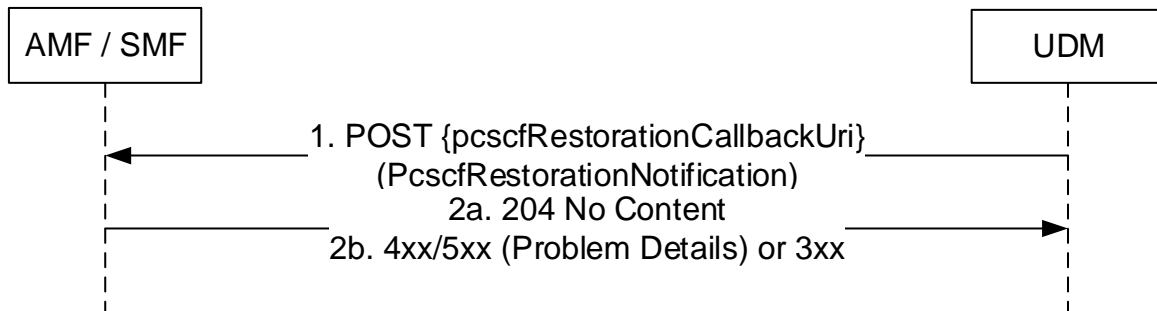 AMF / SMF
UDM
1. POST {pcscfRestorationCallbackUri}
(PcscfRestorationNotification)
2a. 204 No Content
2b. 4xx/5xx (Problem Details) or 3xx